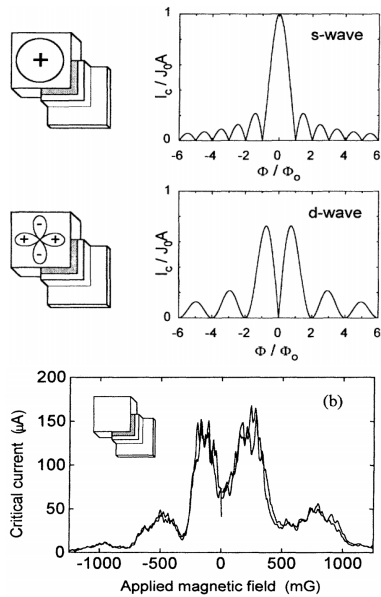 s-wave
I_c / J_0A
1
0
-6 -4 -2 0 2 4 6
Φ / Φ_o
+
d-wave
I_c / J_0A
1
0
-6 -4 -2 0 2 4 6
Φ / Φ_o
-
+ +
-
(b)
Critical current (μA)
200
150
100
50
0
-1000 -500 0 500 1000
Applied magnetic field (mG)